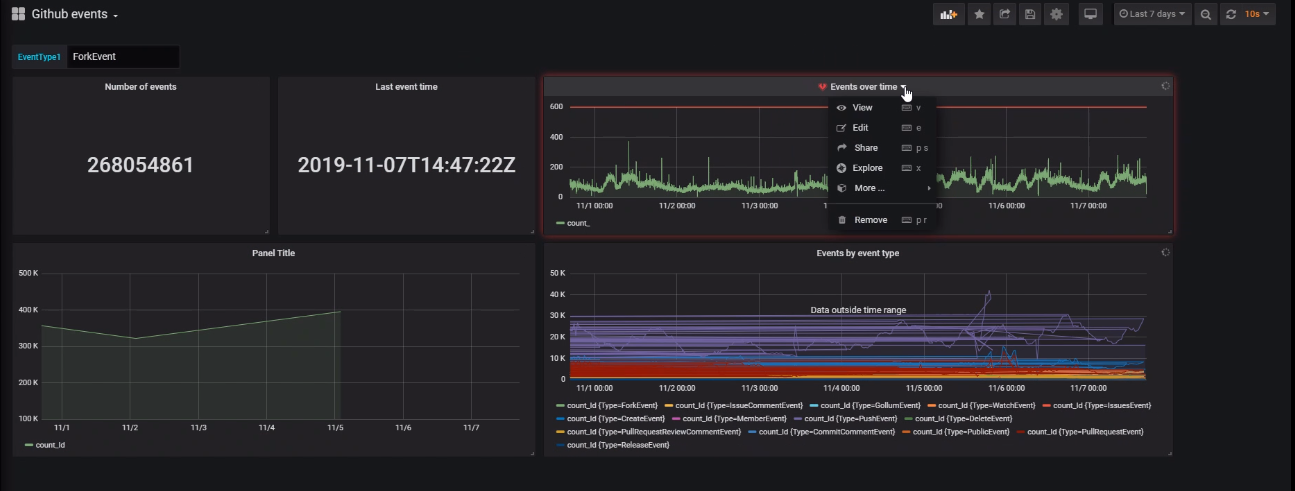 Github events
Last 7 days
10s
EventType1 ForkEvent
Number of events
268054861
Last event time
2019-11-07T14:47:22Z
Events over time
View v
Edit e
Share p s
Explore x
More ...
Remove p r
600
400
200
0
11/1 00:00 11/2 00:00 11/3 00:00 11/6 00:00 11/7 00:00
count_
Panel Title
500 K
400 K
300 K
200 K
100 K
11/1 11/2 11/3 11/4 11/5 11/6 11/7
count_Id
Events by event type
50 K
40 K
30 K
20 K
10 K
0
Data outside time range
11/1 00:00 11/2 00:00 11/3 00:00 11/4 00:00 11/5 00:00 11/6 00:00 11/7 00:00
count_Id {Type=ForkEvent} count_Id {Type=IssueCommentEvent} count_Id {Type=GollumEvent} count_Id {Type=WatchEvent} count_Id {Type=IssuesEvent}
count_Id {Type=CreateEvent} count_Id {Type=MemberEvent} count_Id {Type=PushEvent} count_Id {Type=DeleteEvent}
count_Id {Type=PullRequestReviewCommentEvent} count_Id {Type=CommitCommentEvent} count_Id {Type=PublicEvent} count_Id {Type=PullRequestEvent}
count_Id {Type=ReleaseEvent}